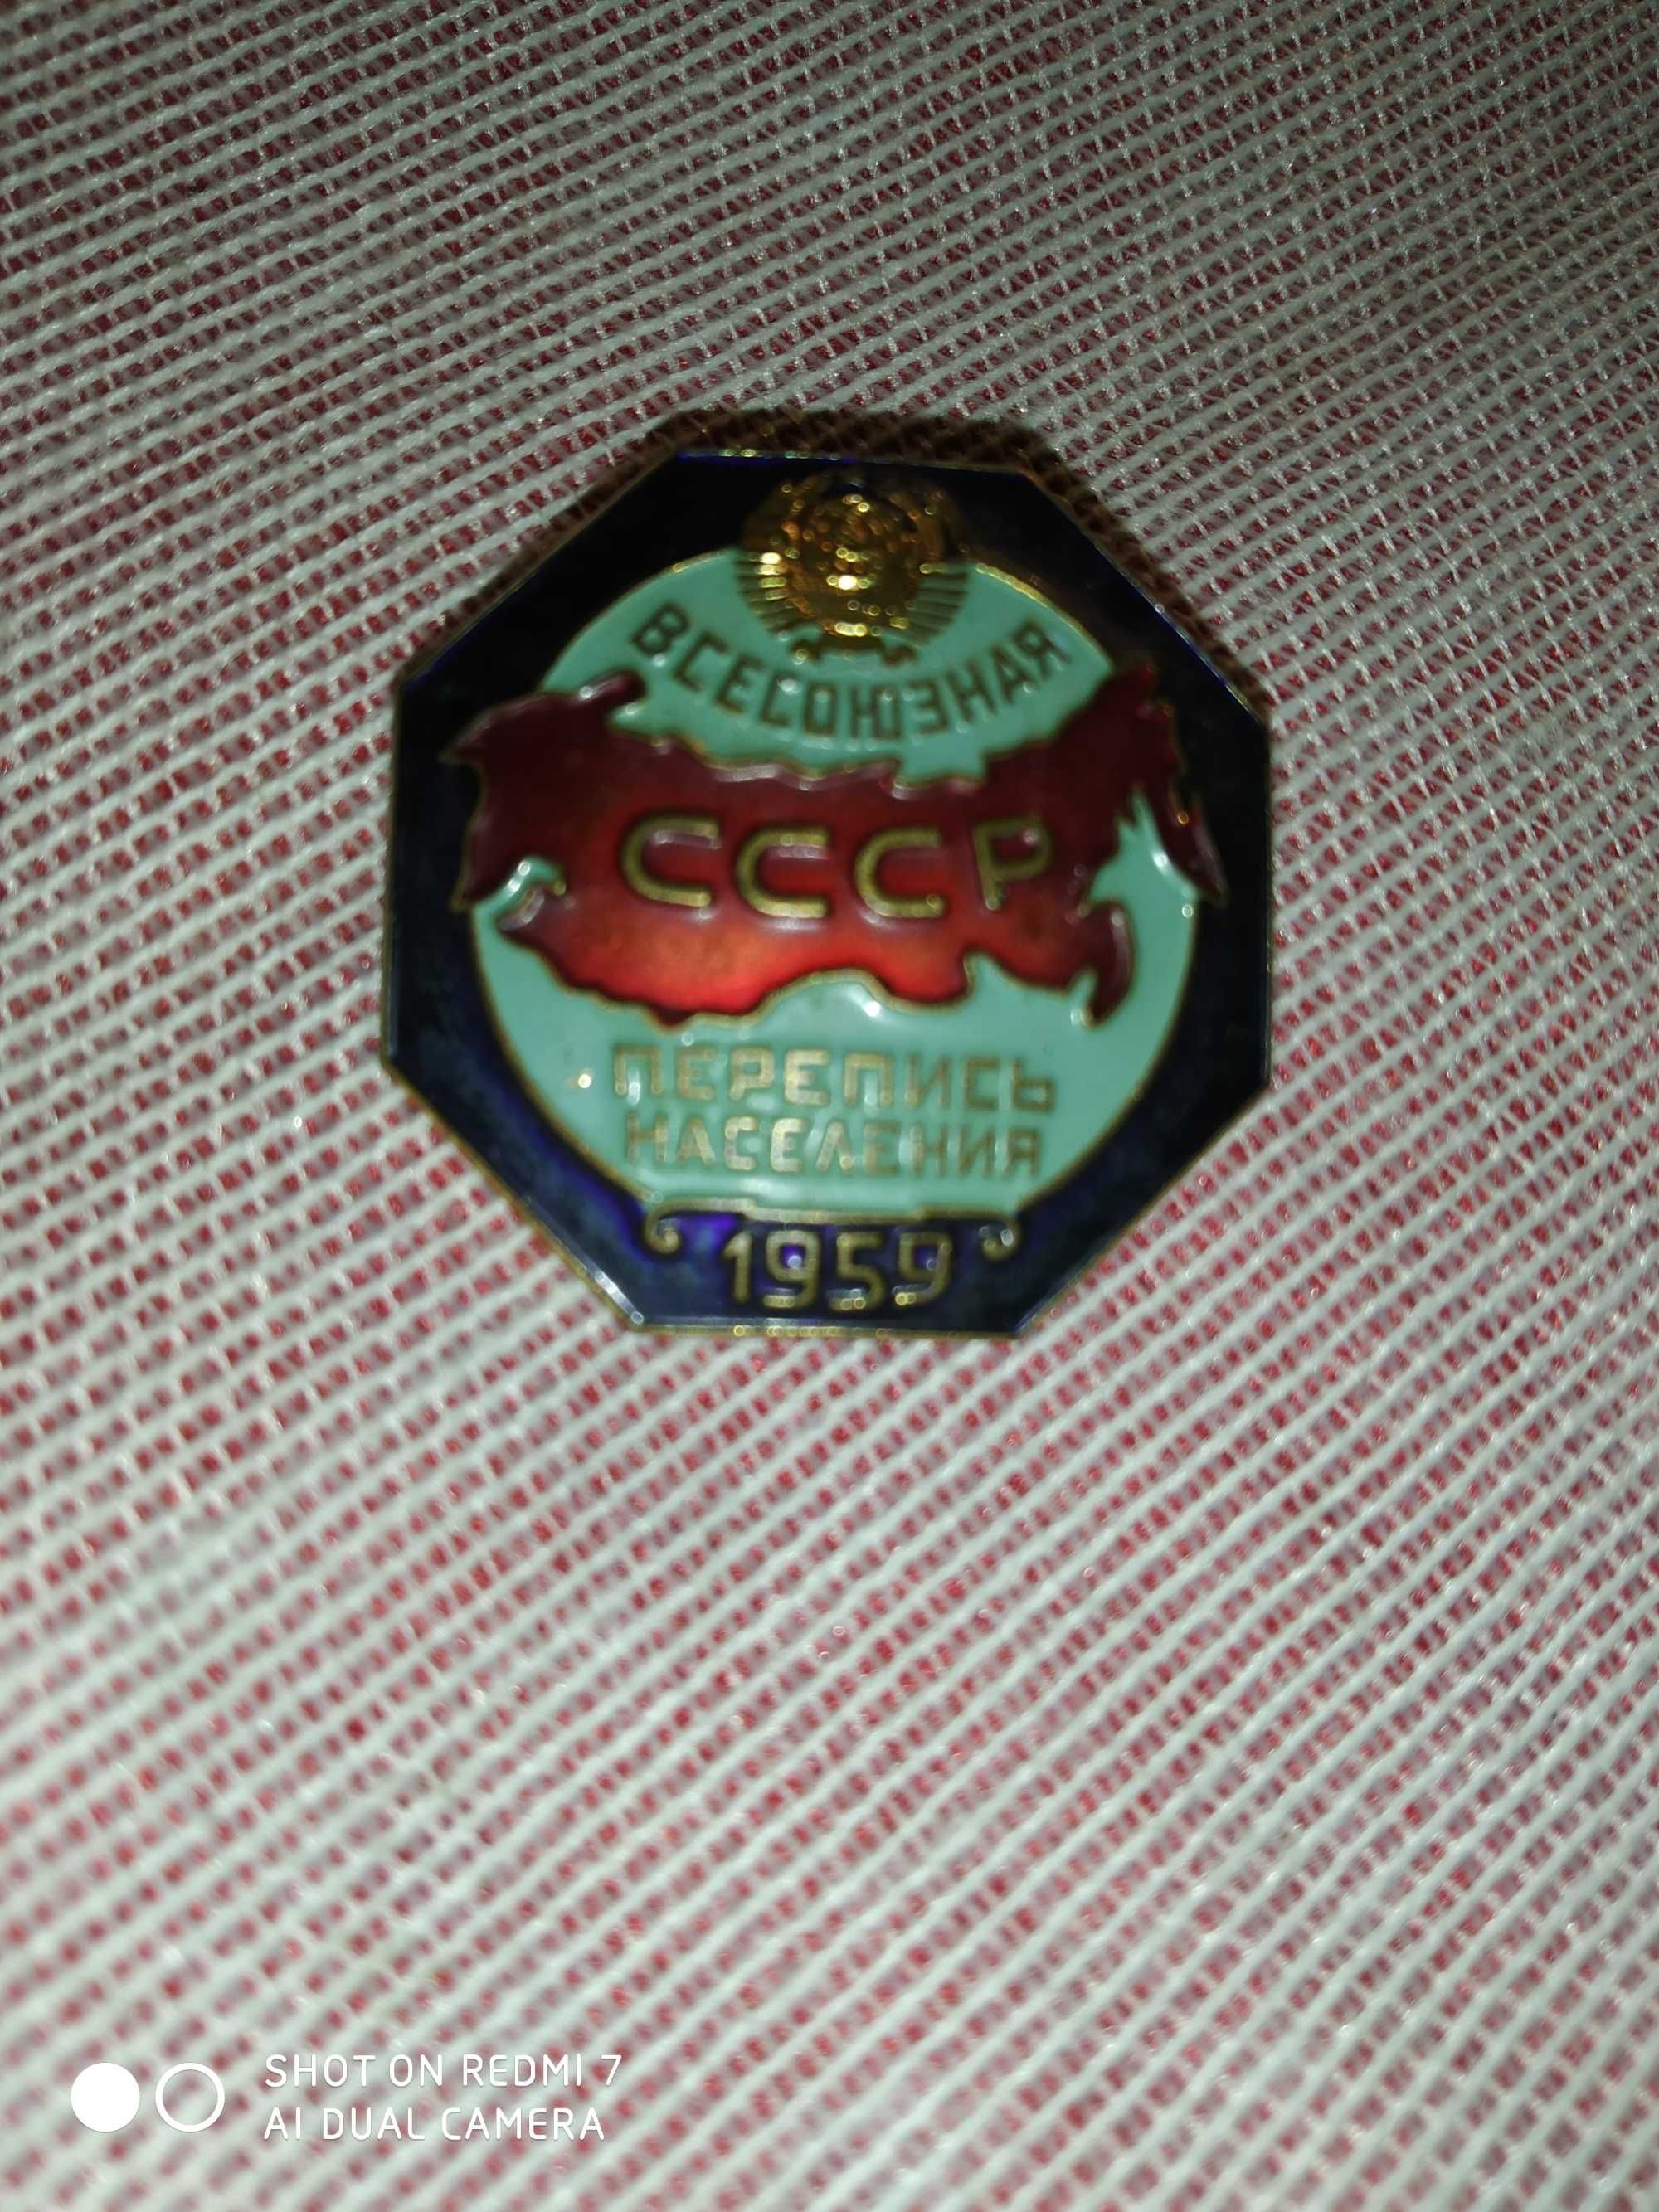 ВСЕСОЮЗНАЯ
СССР
ПЕРЕПИСЬ
НАСЕЛЕНИЯ
1959
SHOT ON REDMI 7
AI DUAL CAMERA